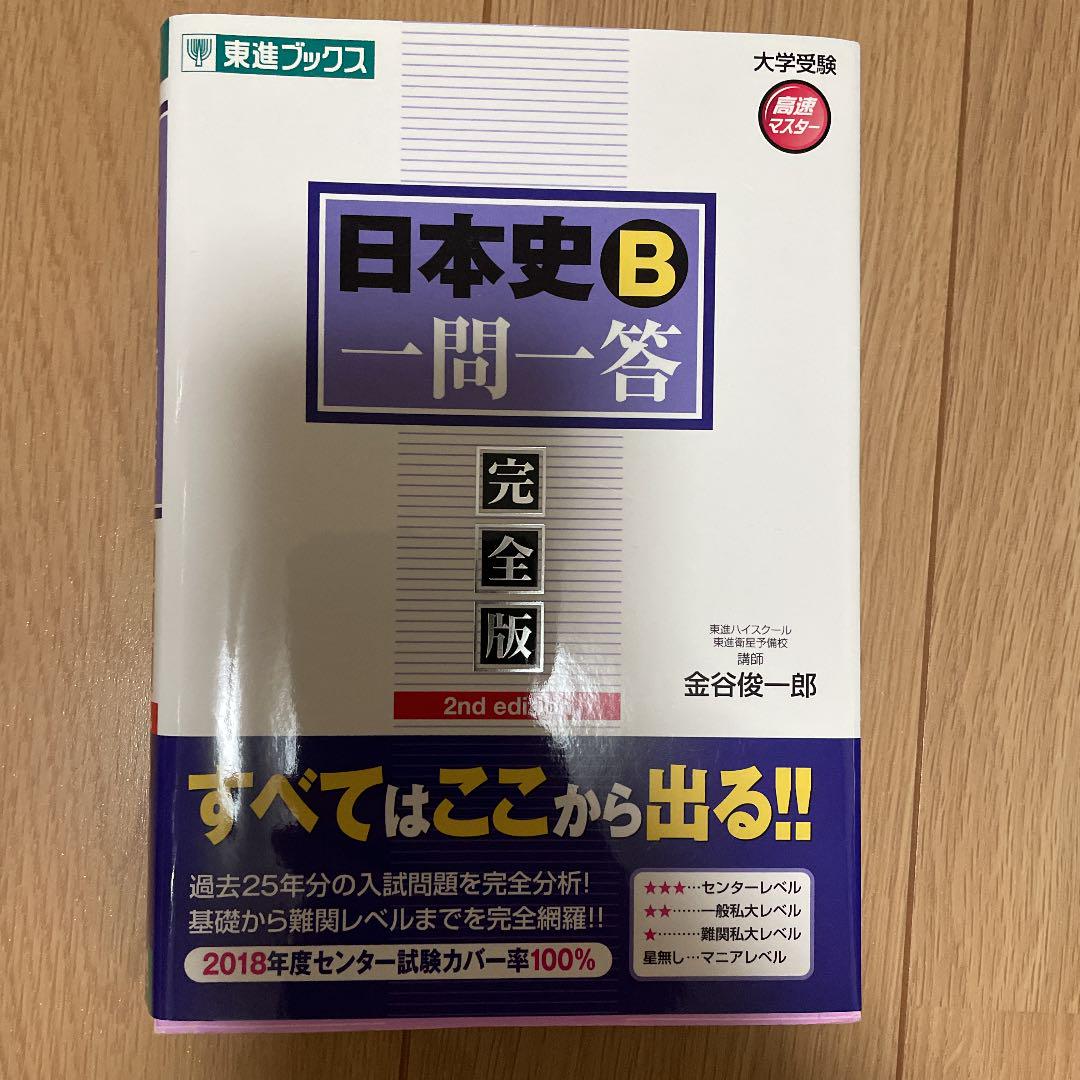 東進ブックス
大学受験
高速
マスター
日本史B
一問一答
完全版
2nd edition
東進ハイスクール
東進衛星予備校
講師
金谷俊一郎
すべてはここから出る!!
過去25年分の入試問題を完全分析!
基礎から難関レベルまでを完全網羅!!
2018年度センター試験カバー率100%
★★★…センターレベル
★★……一般私大レベル
★………難関私大レベル
星無し…マニアレベル